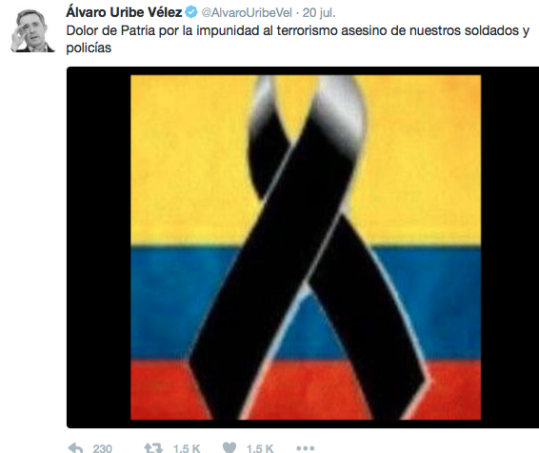 Álvaro Uribe Vélez @AlvaroUribeVel · 20 jul.
Dolor de Patria por la impunidad al terrorismo asesino de nuestros soldados y
policías
230 1.5 K 1.5 K